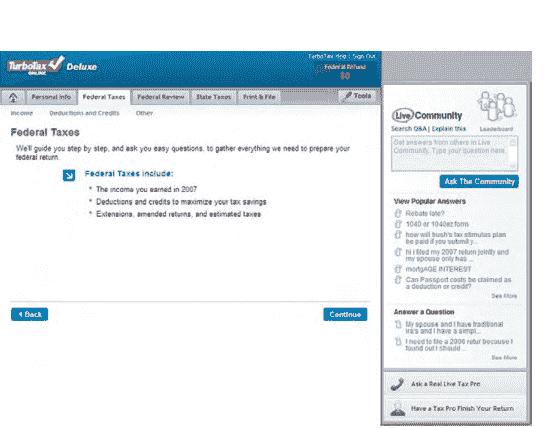 TurboTax Help | Sign Out
TurboTax Deluxe
ONLINE
Federal Refund
$0
Personal Info Federal Taxes Federal Review State Taxes Print & File Tools
Income Deductions and Credits Other
Federal Taxes
We'll guide you step by step, and ask you easy questions, to gather everything we need to prepare your
federal return.
Federal Taxes include:
* The income you earned in 2007
* Deductions and credits to maximize your tax savings
* Extensions, amended returns, and estimated taxes
Back
Continue
Live Community
Search Q&A | Explain this
Leaderboard
Get answers from others in Live
Community. Type your question here.
Ask The Community
View Popular Answers
Rebate late?
1040 or 1040ez form
how will bush's tax stimulus plan
be paid if you submit y...
hi i filed my 2007 return jointly and
my spouse only has ...
mortgAGE INTEREST
Can Passport costs be claimed as
a deduction or credit?
See More
Answer a Question
My spouse and I have traditional
ira's and I have a simpl...
I need to file a 2006 retur because I
found out I should ...
See More
Ask a Real Live Tax Pro
Have a Tax Pro Finish Your Return